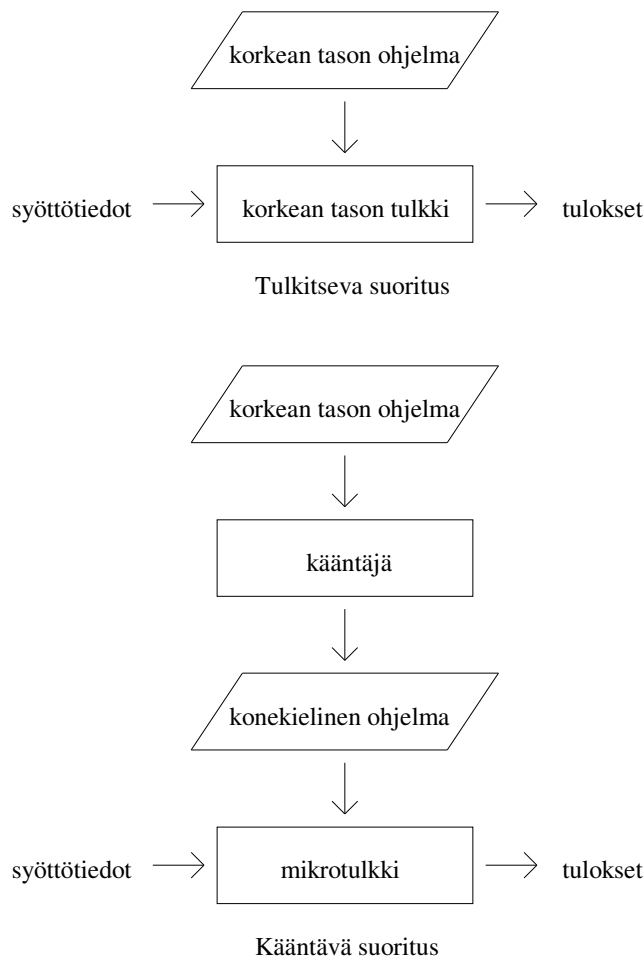 korkean tason ohjelma
syöttötiedot
korkean tason tulkki
tulokset
Tulkitseva suoritus
korkean tason ohjelma
kääntäjä
konekielinen ohjelma
syöttötiedot
mikrotulkki
tulokset
Kääntävä suoritus